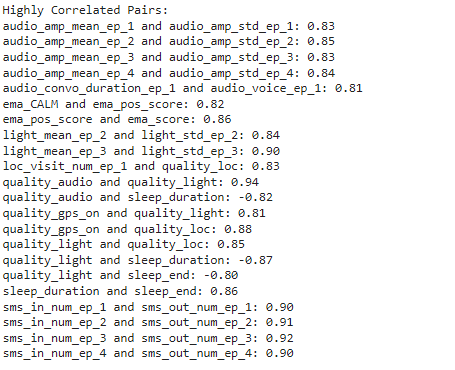 Highly Correlated Pairs:
audio_amp_mean_ep_1 and audio_amp_std_ep_1: 0.83
audio_amp_mean_ep_2 and audio_amp_std_ep_2: 0.85
audio_amp_mean_ep_3 and audio_amp_std_ep_3: 0.83
audio_amp_mean_ep_4 and audio_amp_std_ep_4: 0.84
audio_convo_duration_ep_1 and audio_voice_ep_1: 0.81
ema_CALM and ema_pos_score: 0.82
ema_pos_score and ema_score: 0.86
light_mean_ep_2 and light_std_ep_2: 0.84
light_mean_ep_3 and light_std_ep_3: 0.90
loc_visit_num_ep_1 and quality_loc: 0.83
quality_audio and quality_light: 0.94
quality_audio and sleep_duration: -0.82
quality_gps_on and quality_light: 0.81
quality_gps_on and quality_loc: 0.88
quality_light and quality_loc: 0.85
quality_light and sleep_duration: -0.87
quality_light and sleep_end: -0.80
sleep_duration and sleep_end: 0.86
sms_in_num_ep_1 and sms_out_num_ep_1: 0.90
sms_in_num_ep_2 and sms_out_num_ep_2: 0.91
sms_in_num_ep_3 and sms_out_num_ep_3: 0.92
sms_in_num_ep_4 and sms_out_num_ep_4: 0.90